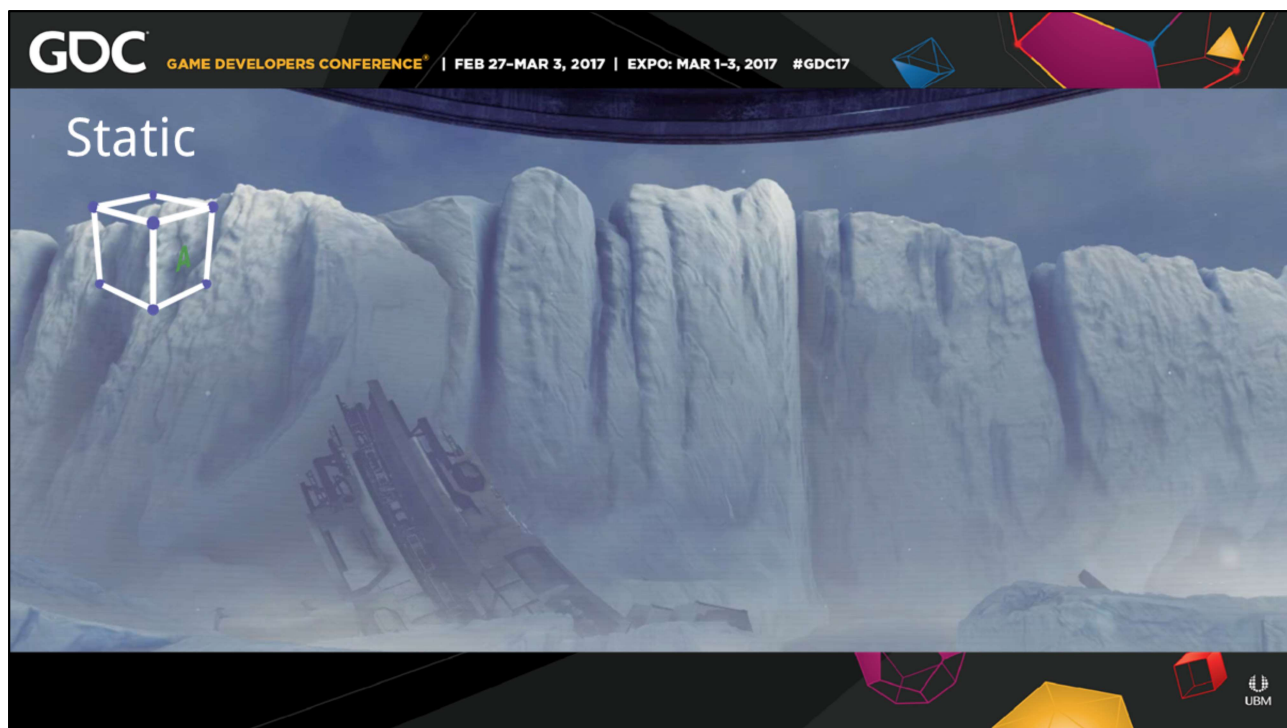 GDC GAME DEVELOPERS CONFERENCE® | FEB 27–MAR 3, 2017 | EXPO: MAR 1–3, 2017 #GDC17
Static
A
UBM